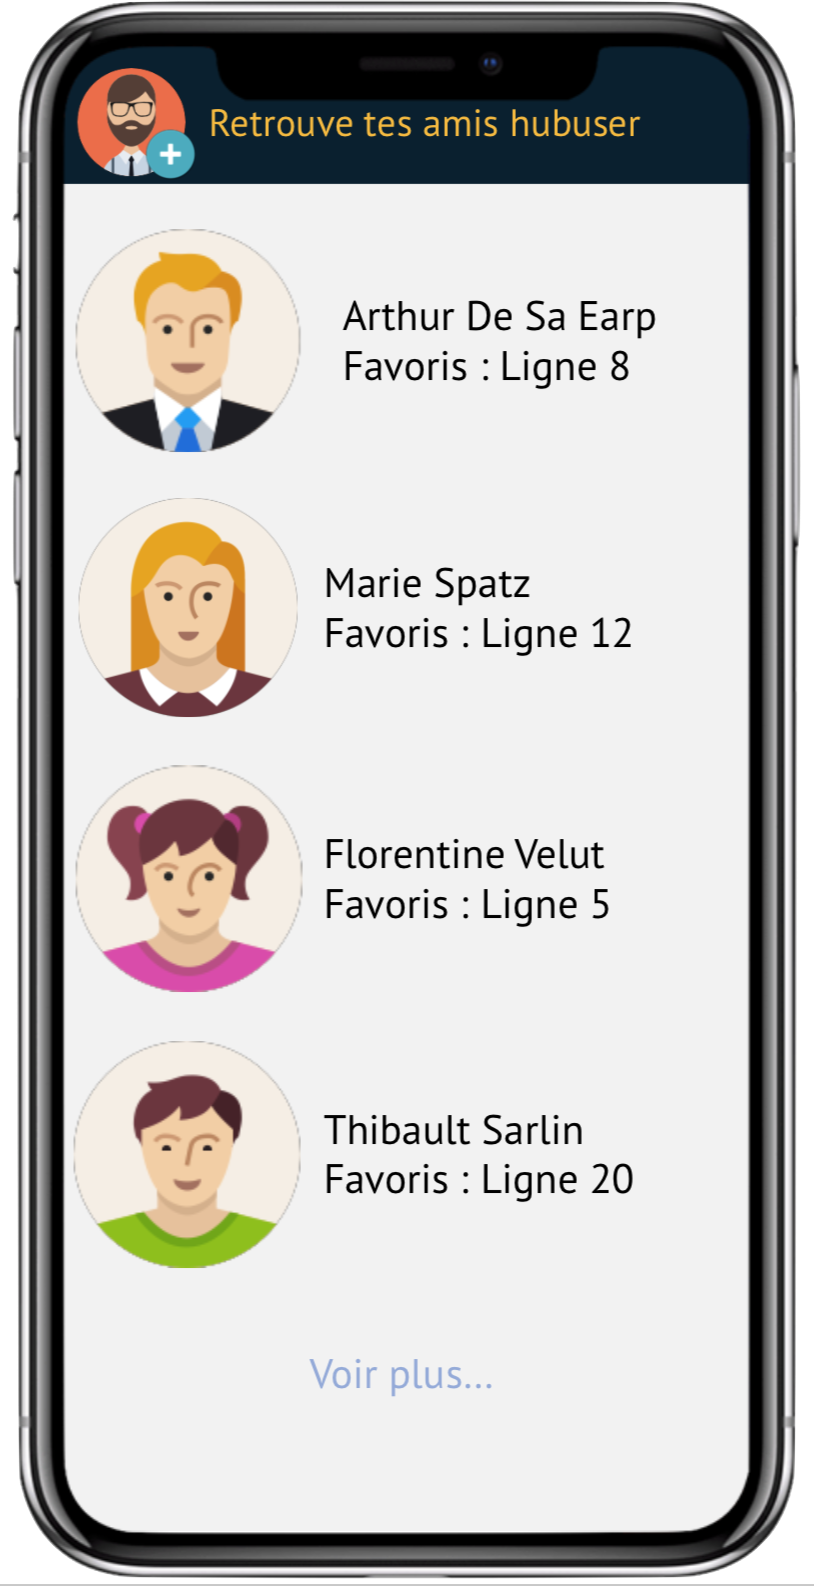 Retrouve tes amis hubuser
Arthur De Sa Earp
Favoris : Ligne 8
Marie Spatz
Favoris : Ligne 12
Florentine Velut
Favoris : Ligne 5
Thibault Sarlin
Favoris : Ligne 20
Voir plus...